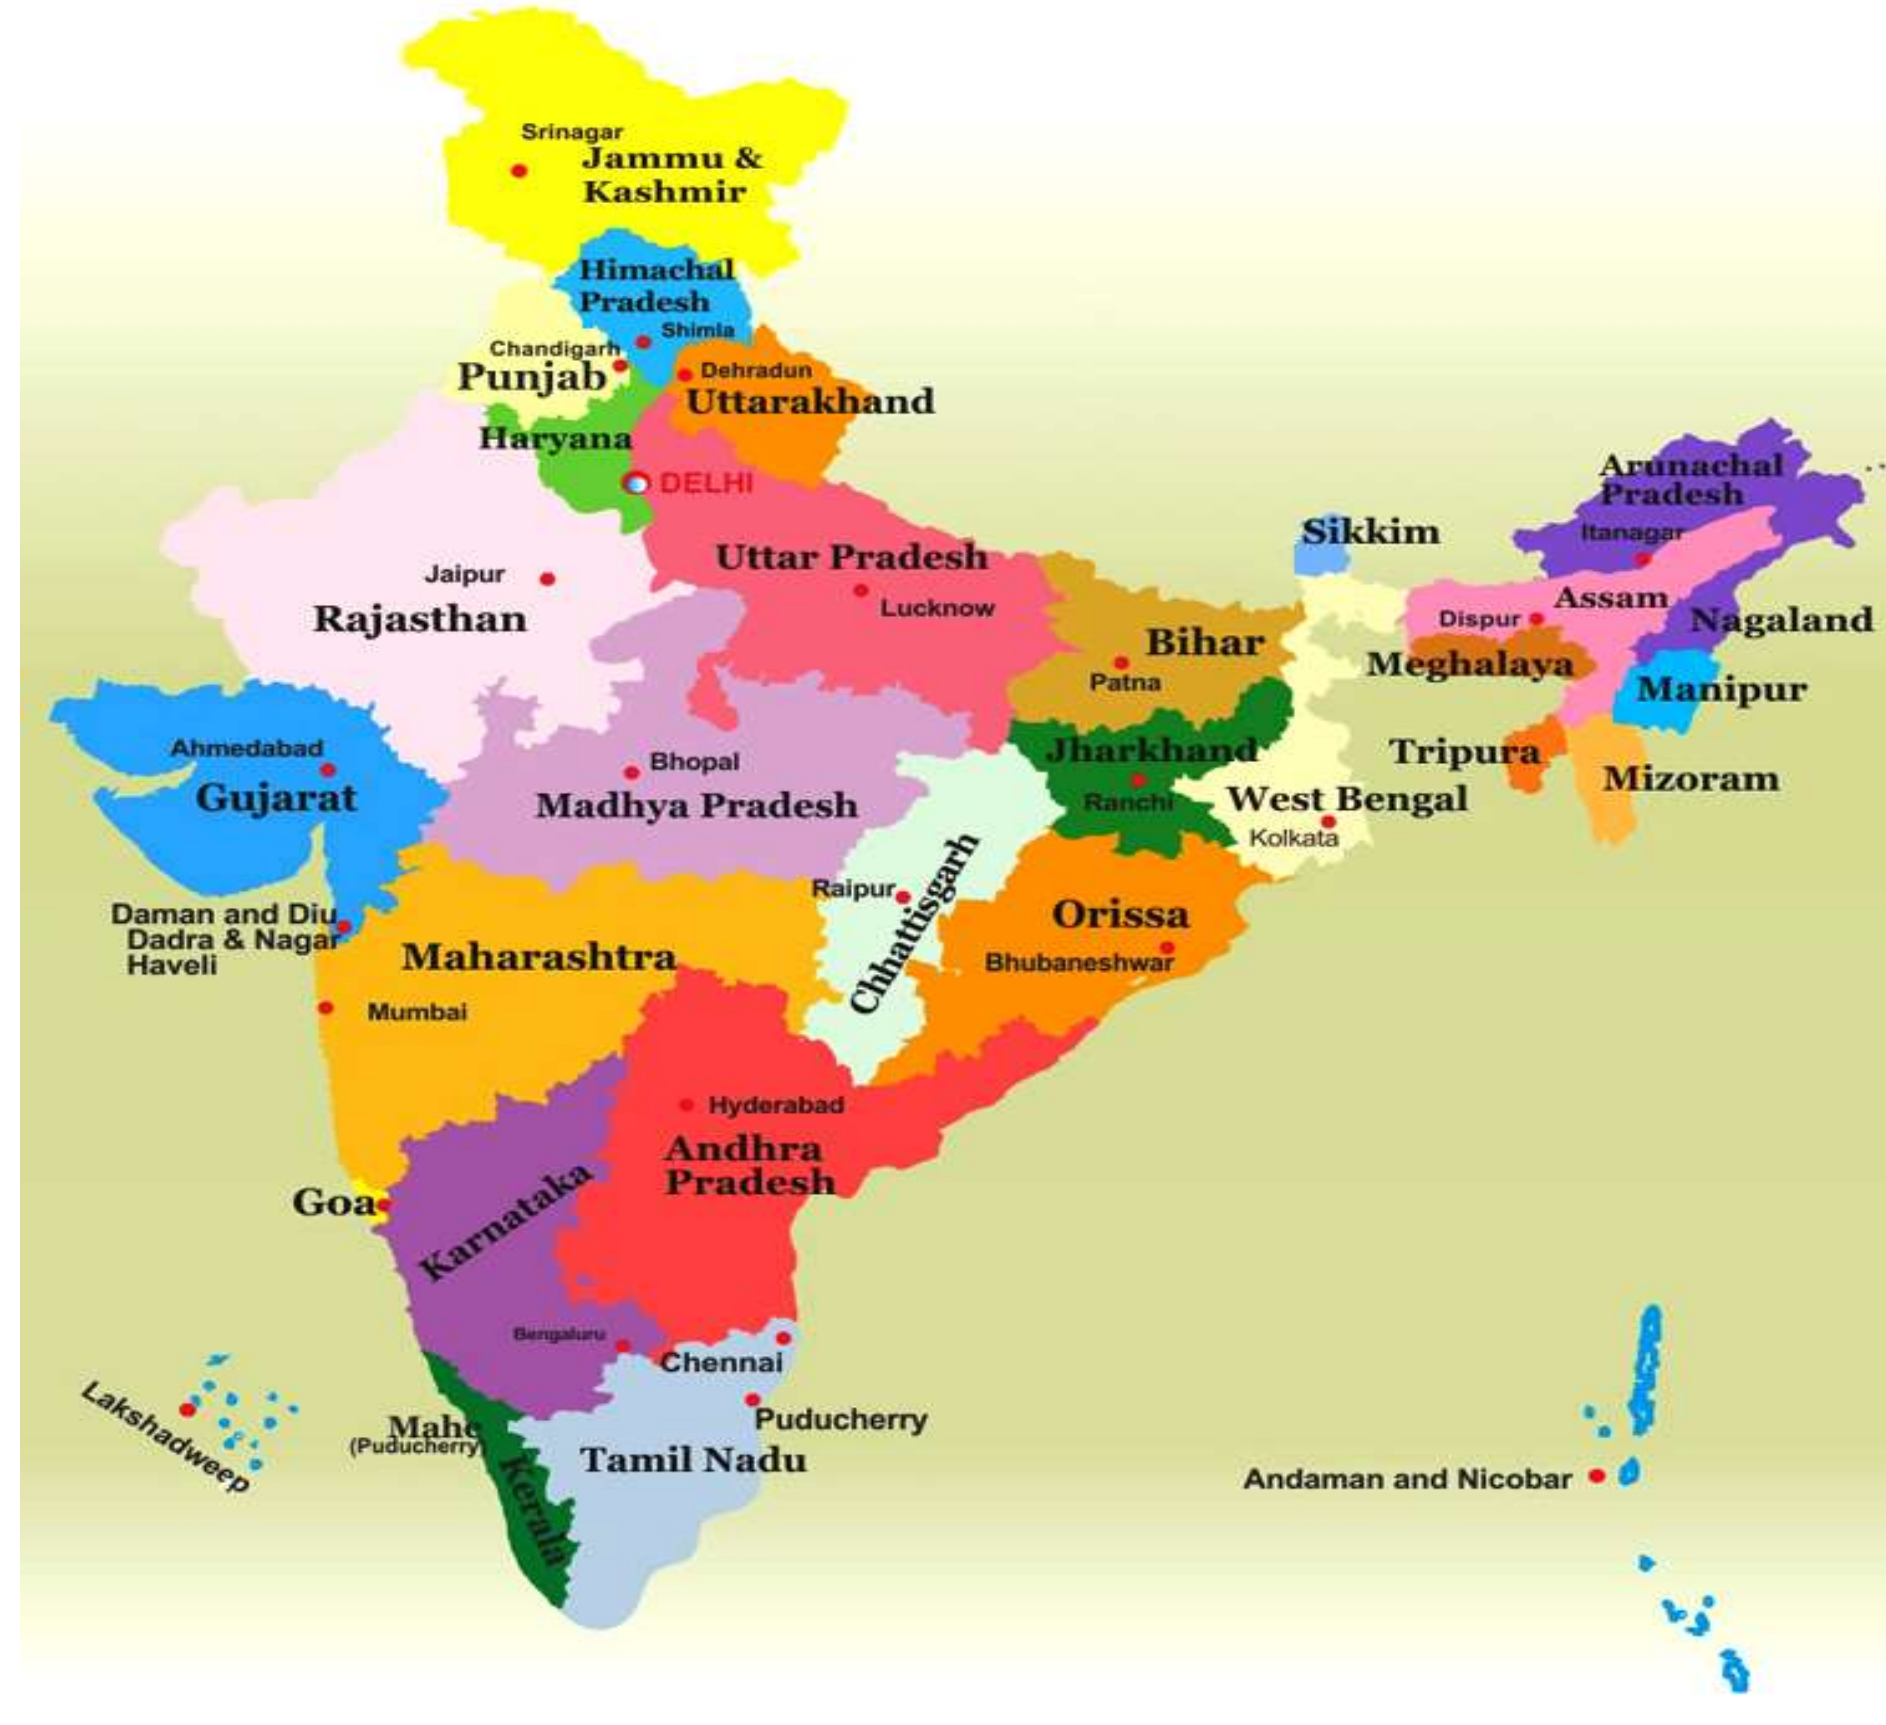 Srinagar
Jammu &
Kashmir
Himachal
Pradesh
Shimla
Chandigarh
Punjab
Dehradun
Uttarakhand
Haryana
DELHI
Arunachal
Pradesh
Itanagar
Sikkim
Uttar Pradesh
Lucknow
Jaipur
Rajasthan
Assam
Dispur
Nagaland
Bihar
Patna
Meghalaya
Manipur
Ahmedabad
Gujarat
Bhopal
Madhya Pradesh
Jharkhand
Ranchi
West Bengal
Kolkata
Tripura
Mizoram
Raipur
Chhattisgarh
Orissa
Bhubaneshwar
Daman and Diu
Dadra & Nagar
Haveli
Maharashtra
Mumbai
Hyderabad
Andhra
Pradesh
Goa
Karnataka
Bengaluru
Chennai
Puducherry
Lakshadweep
Mahe
(Puducherry)
Kerala
Tamil Nadu
Andaman and Nicobar